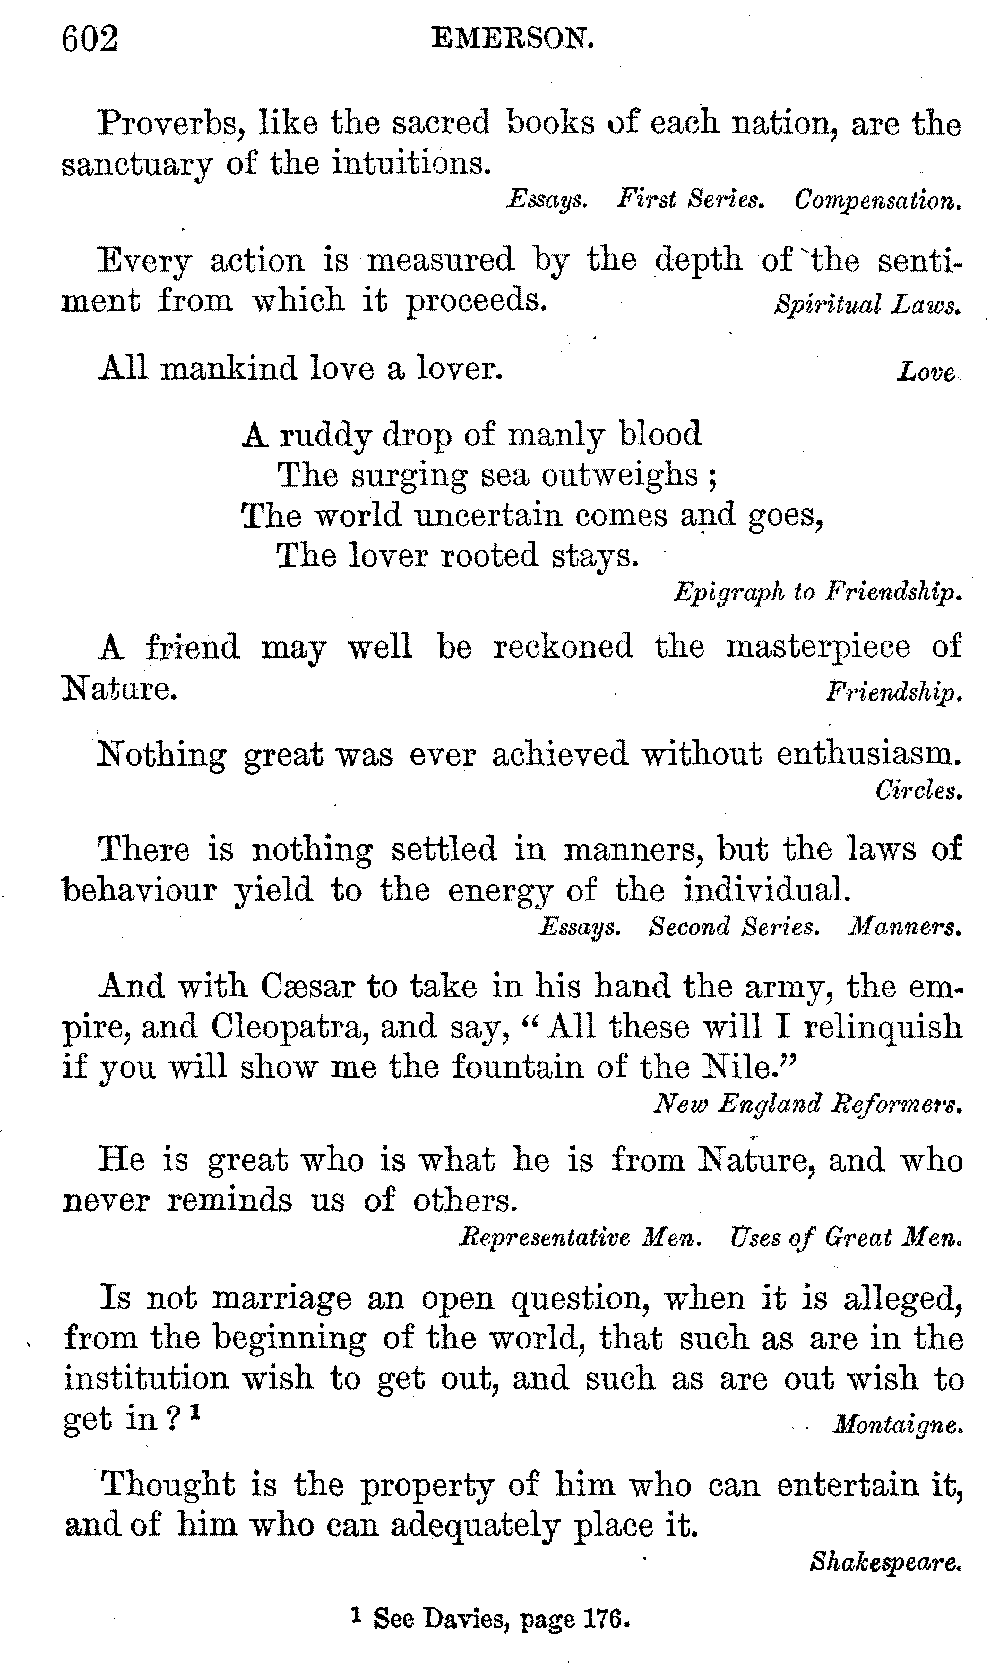 602 EMERSON.
Proverbs, like the sacred books of each nation, are the
sanctuary of the intuitions.
Essays. First Series. Compensation.
Every action is measured by the depth of the senti-
ment from which it proceeds. Spiritual Laws.
All mankind love a lover. Love
A ruddy drop of manly blood
The surging sea outweighs ;
The world uncertain comes and goes,
The lover rooted stays.
Epigraph to Friendship.
A friend may well be reckoned the masterpiece of
Nature. Friendship.
Nothing great was ever achieved without enthusiasm.
Circles.
There is nothing settled in manners, but the laws of
behaviour yield to the energy of the individual.
Essays. Second Series. Manners.
And with Cæsar to take in his hand the army, the em-
pire, and Cleopatra, and say, “ All these will I relinquish
if you will show me the fountain of the Nile.”
New England Reformers.
He is great who is what he is from Nature, and who
never reminds us of others.
Representative Men. Uses of Great Men.
Is not marriage an open question, when it is alleged,
from the beginning of the world, that such as are in the
institution wish to get out, and such as are out wish to
get in ? ¹ Montaigne.
Thought is the property of him who can entertain it,
and of him who can adequately place it.
Shakespeare.
¹ See Davies, page 176.